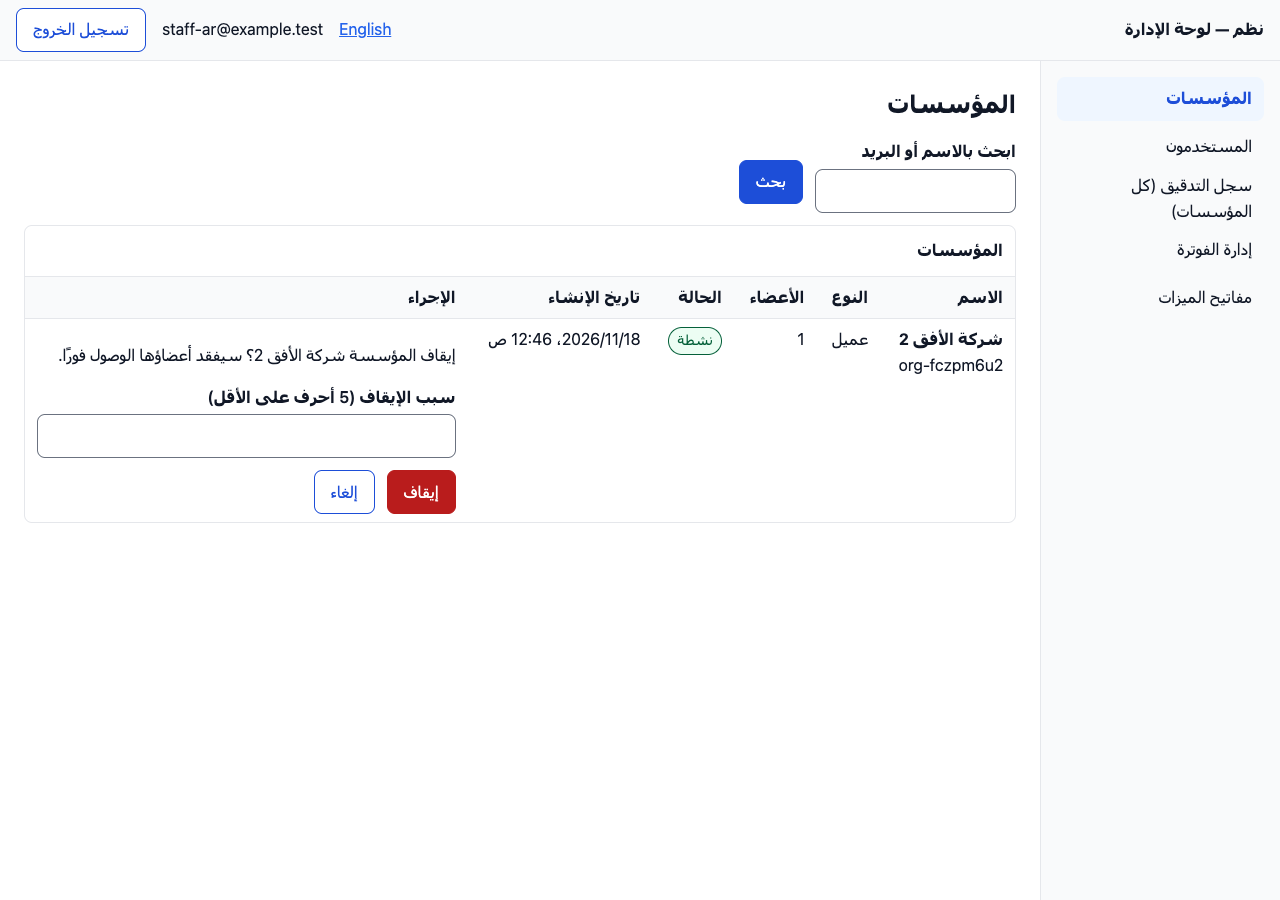 نظم — لوحة الإدارة
English
staff-ar@example.test
تسجيل الخروج
المؤسسات
المستخدمون
سجل التدقيق (كل
المؤسسات)
إدارة الفوترة
مفاتيح الميزات
المؤسسات
ابحث بالاسم أو البريد
بحث
المؤسسات
الاسم النوع الأعضاء الحالة تاريخ الإنشاء الإجراء
شركة الأفق 2 عميل 1 نشطة 2026/11/18، 12:46 ص
org-fczpm6u2
إيقاف المؤسسة شركة الأفق 2؟ سيفقد أعضاؤها الوصول فورًا.
سبب الإيقاف (5 أحرف على الأقل)
إيقاف إلغاء